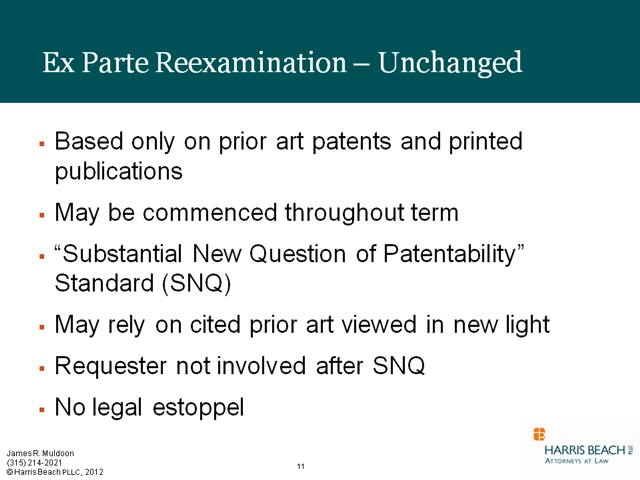 Ex Parte Reexamination – Unchanged
▪ Based only on prior art patents and printed
publications
▪ May be commenced throughout term
▪ “Substantial New Question of Patentability”
Standard (SNQ)
▪ May rely on cited prior art viewed in new light
▪ Requester not involved after SNQ
▪ No legal estoppel
James R. Muldoon
(315) 214-2021
© Harris Beach PLLC, 2012
11
HARRIS BEACH PLLC
ATTORNEYS AT LAW